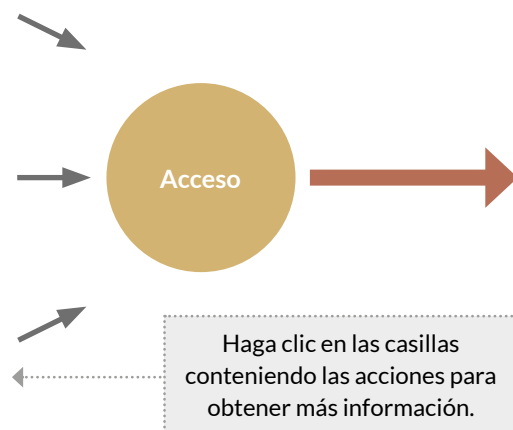 Acceso
Haga clic en las casillas
conteniendo las acciones para
obtener más información.